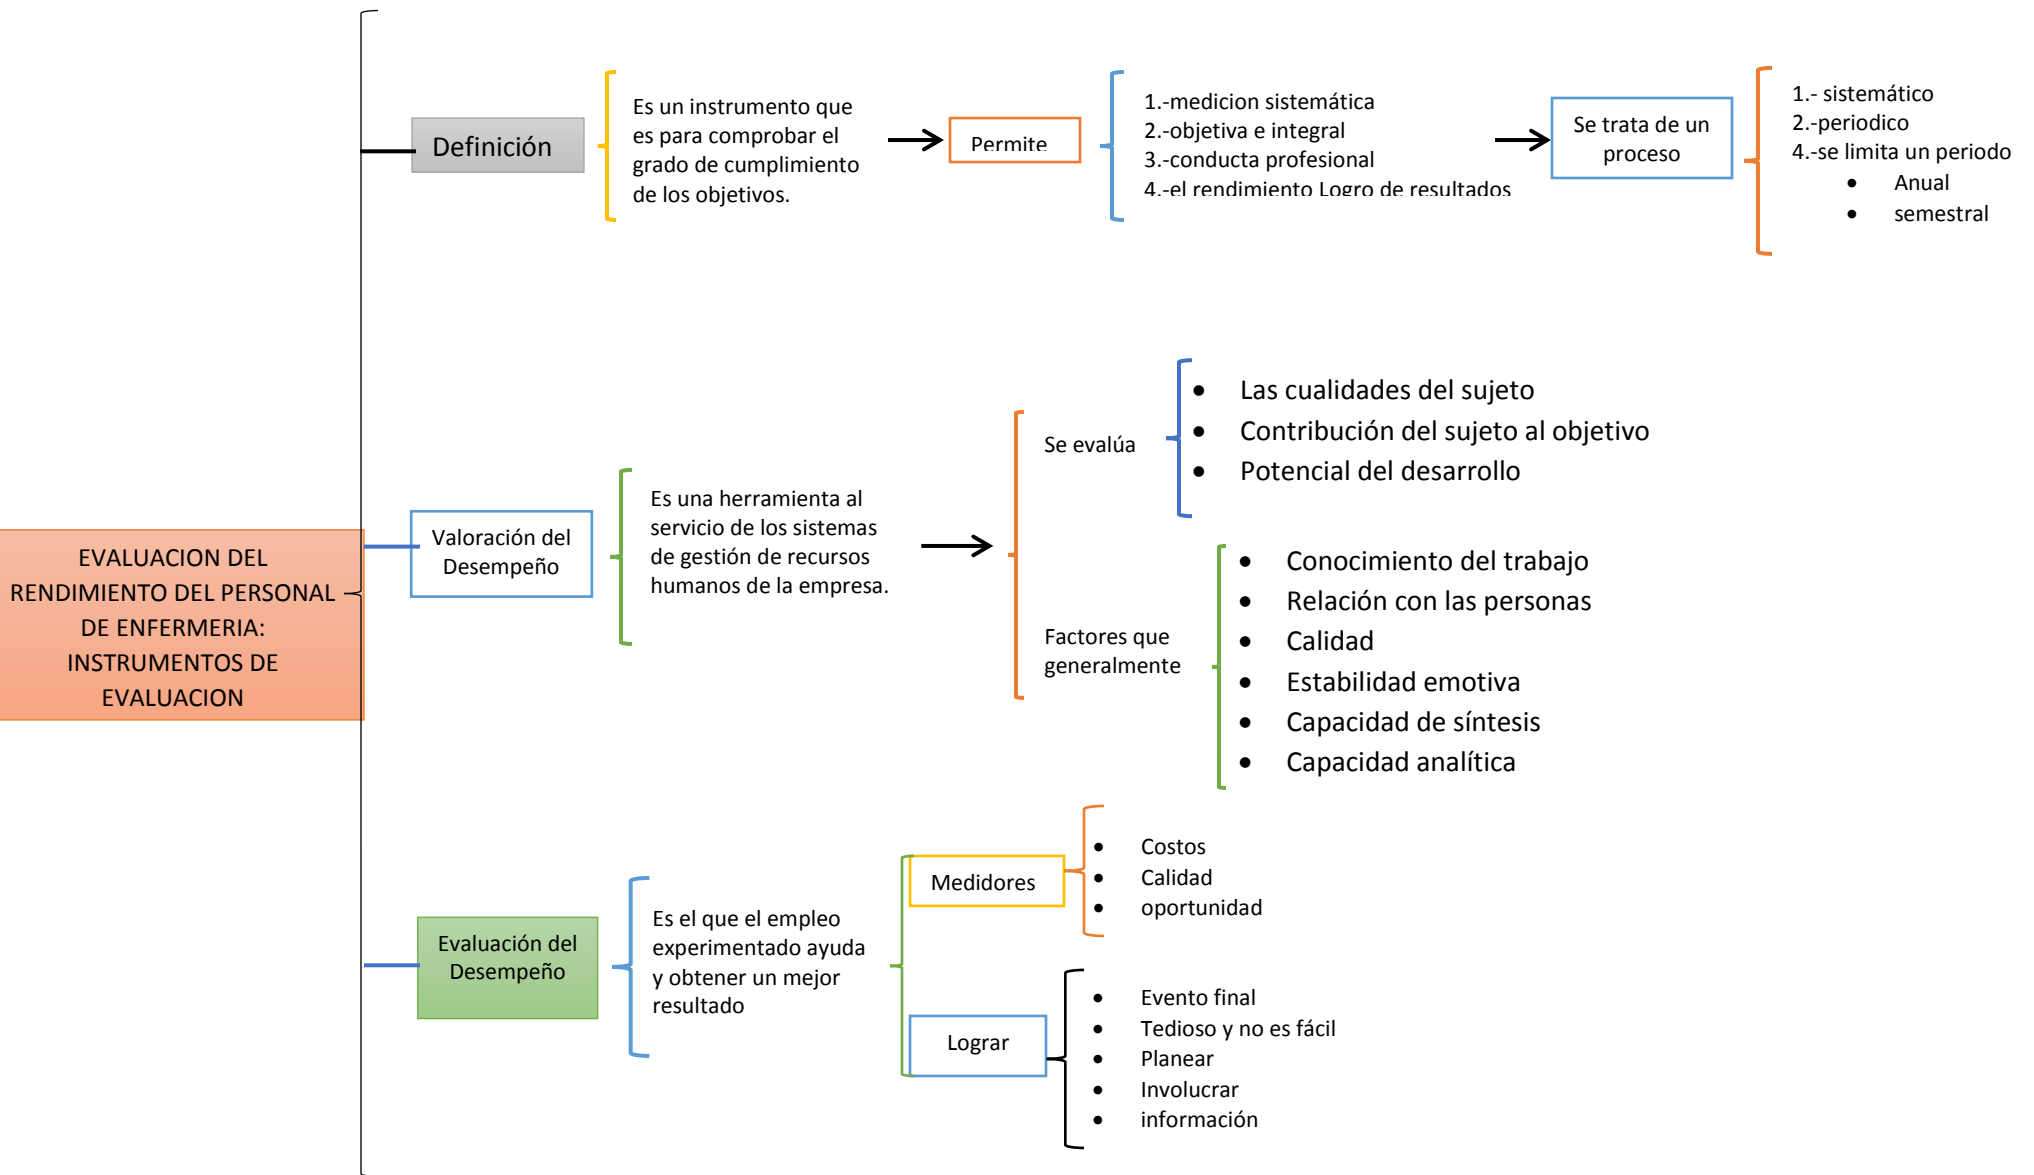 EVALUACION DEL
RENDIMIENTO DEL PERSONAL
DE ENFERMERIA:
INSTRUMENTOS DE
EVALUACION
Definición
Es un instrumento que
es para comprobar el
grado de cumplimiento
de los objetivos.
Permite
1.-medicion sistemática
2.-objetiva e integral
3.-conducta profesional
4.-el rendimiento Logro de resultados
Se trata de un
proceso
1.- sistemático
2.-periodico
4.-se limita un periodo
• Anual
• semestral
Valoración del
Desempeño
Es una herramienta al
servicio de los sistemas
de gestión de recursos
humanos de la empresa.
Se evalúa
• Las cualidades del sujeto
• Contribución del sujeto al objetivo
• Potencial del desarrollo
Factores que
generalmente
• Conocimiento del trabajo
• Relación con las personas
• Calidad
• Estabilidad emotiva
• Capacidad de síntesis
• Capacidad analítica
Evaluación del
Desempeño
Es el que el empleo
experimentado ayuda
y obtener un mejor
resultado
Medidores
• Costos
• Calidad
• oportunidad
Lograr
• Evento final
• Tedioso y no es fácil
• Planear
• Involucrar
• información